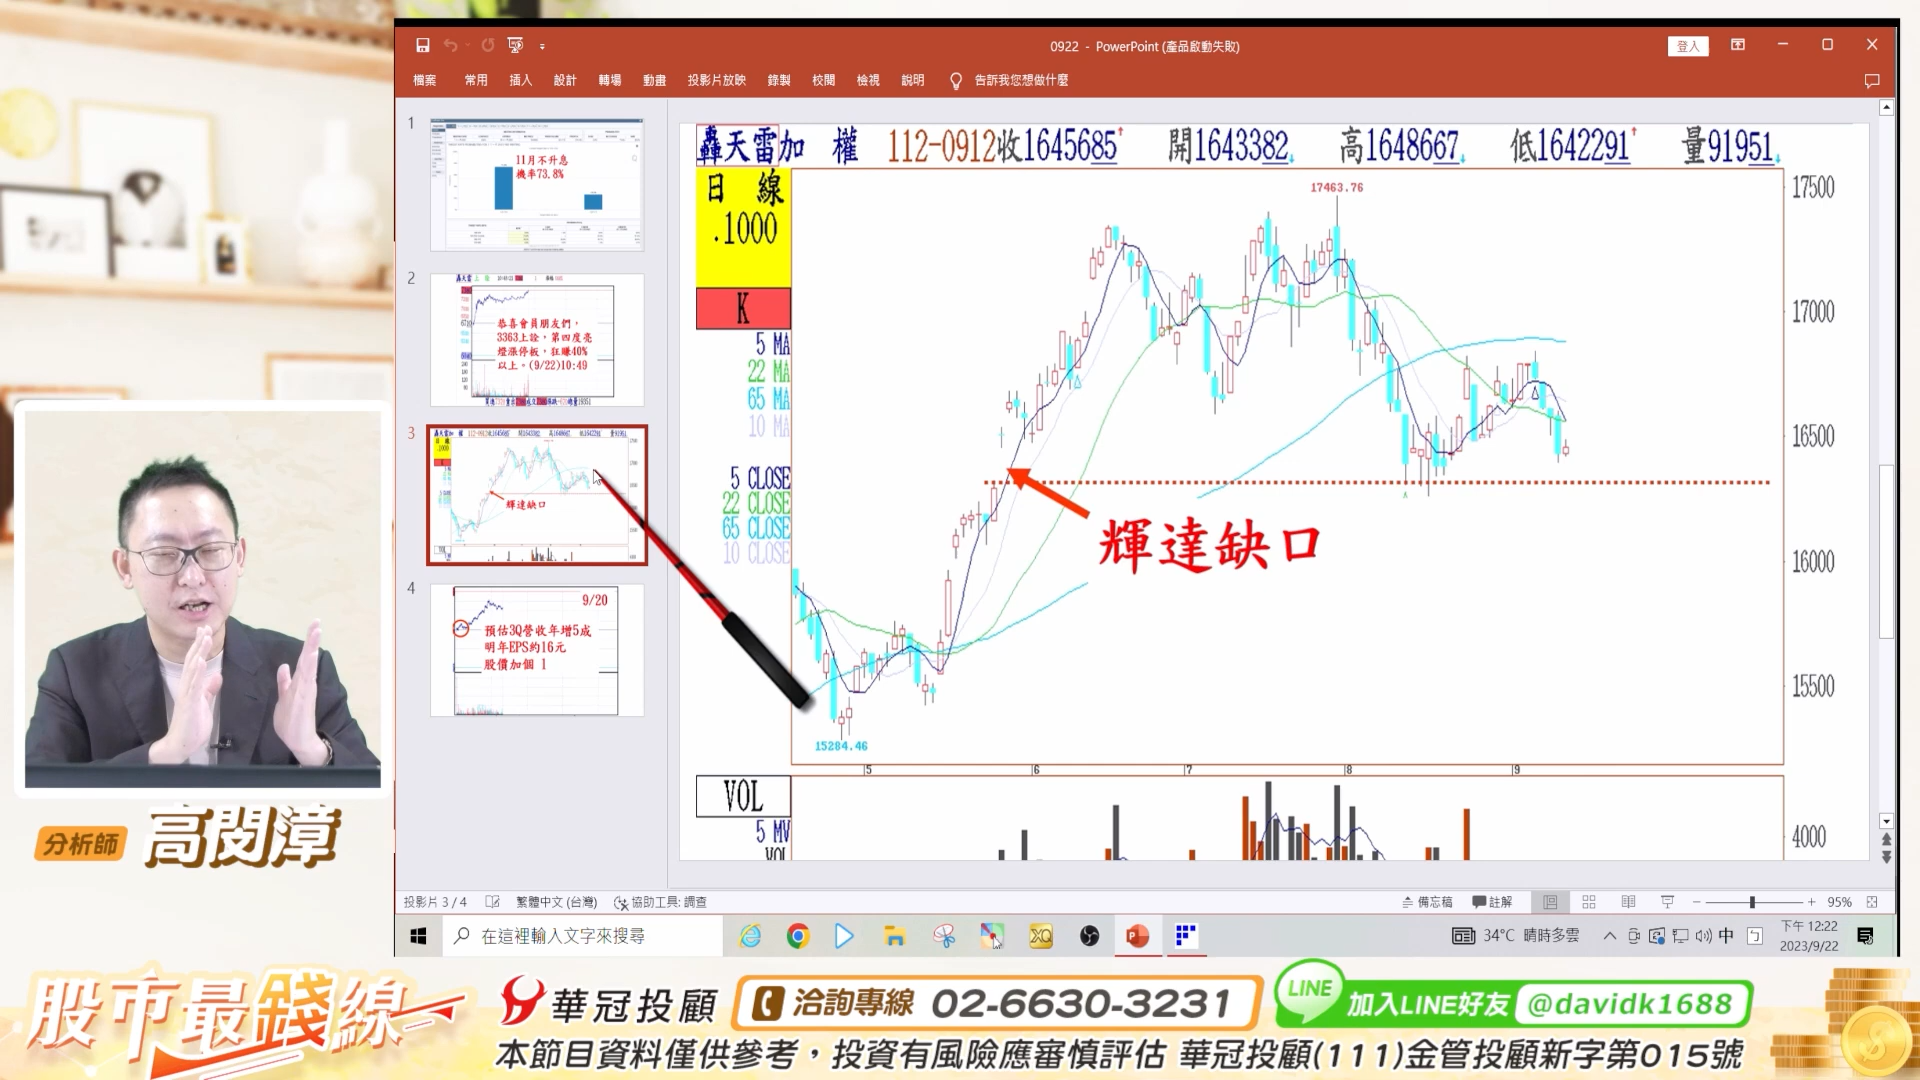 0922 - PowerPoint (產品啟動失敗)
登入
檔案 常用 插入 設計 轉場 動畫 投影片放映 錄製 校閱 檢視 說明 告訴我您想做什麼
1
11月不升息
機率73.8%
2
恭喜會員朋友們，
3363上詮，第四度亮
燈漲停板，狂賺40%
以上。(9/22)10:49
3
輝達缺口
4
9/20
預估3Q營收年增5成
明年EPS約16元
股價加個 1
轟天雷加 權 112-0912收1645685 開1643382 高1648667 低1642291 量91951
日 線
.1000
K
5 MA
22 MA
65 MA
10 MA
5 CLOSE
22 CLOSE
65 CLOSE
10 CLOSE
17463.76
17500
17000
16500
16000
15500
輝達缺口
15284.46
5 6 7 8 9
VOL
5 MV
VOL
4000
投影片 3 / 4 繁體中文 (台灣) 協助工具: 調查
備忘稿 註解 95%
在這裡輸入文字來搜尋
XQ
34°C 晴時多雲
中
下午 12:22
2023/9/22
分析師 高閔漳
股市最錢線
華冠投顧 洽詢專線 02-6630-3231
LINE 加入LINE好友 @davidk1688
本節目資料僅供參考，投資有風險應審慎評估 華冠投顧(111)金管投顧新字第015號